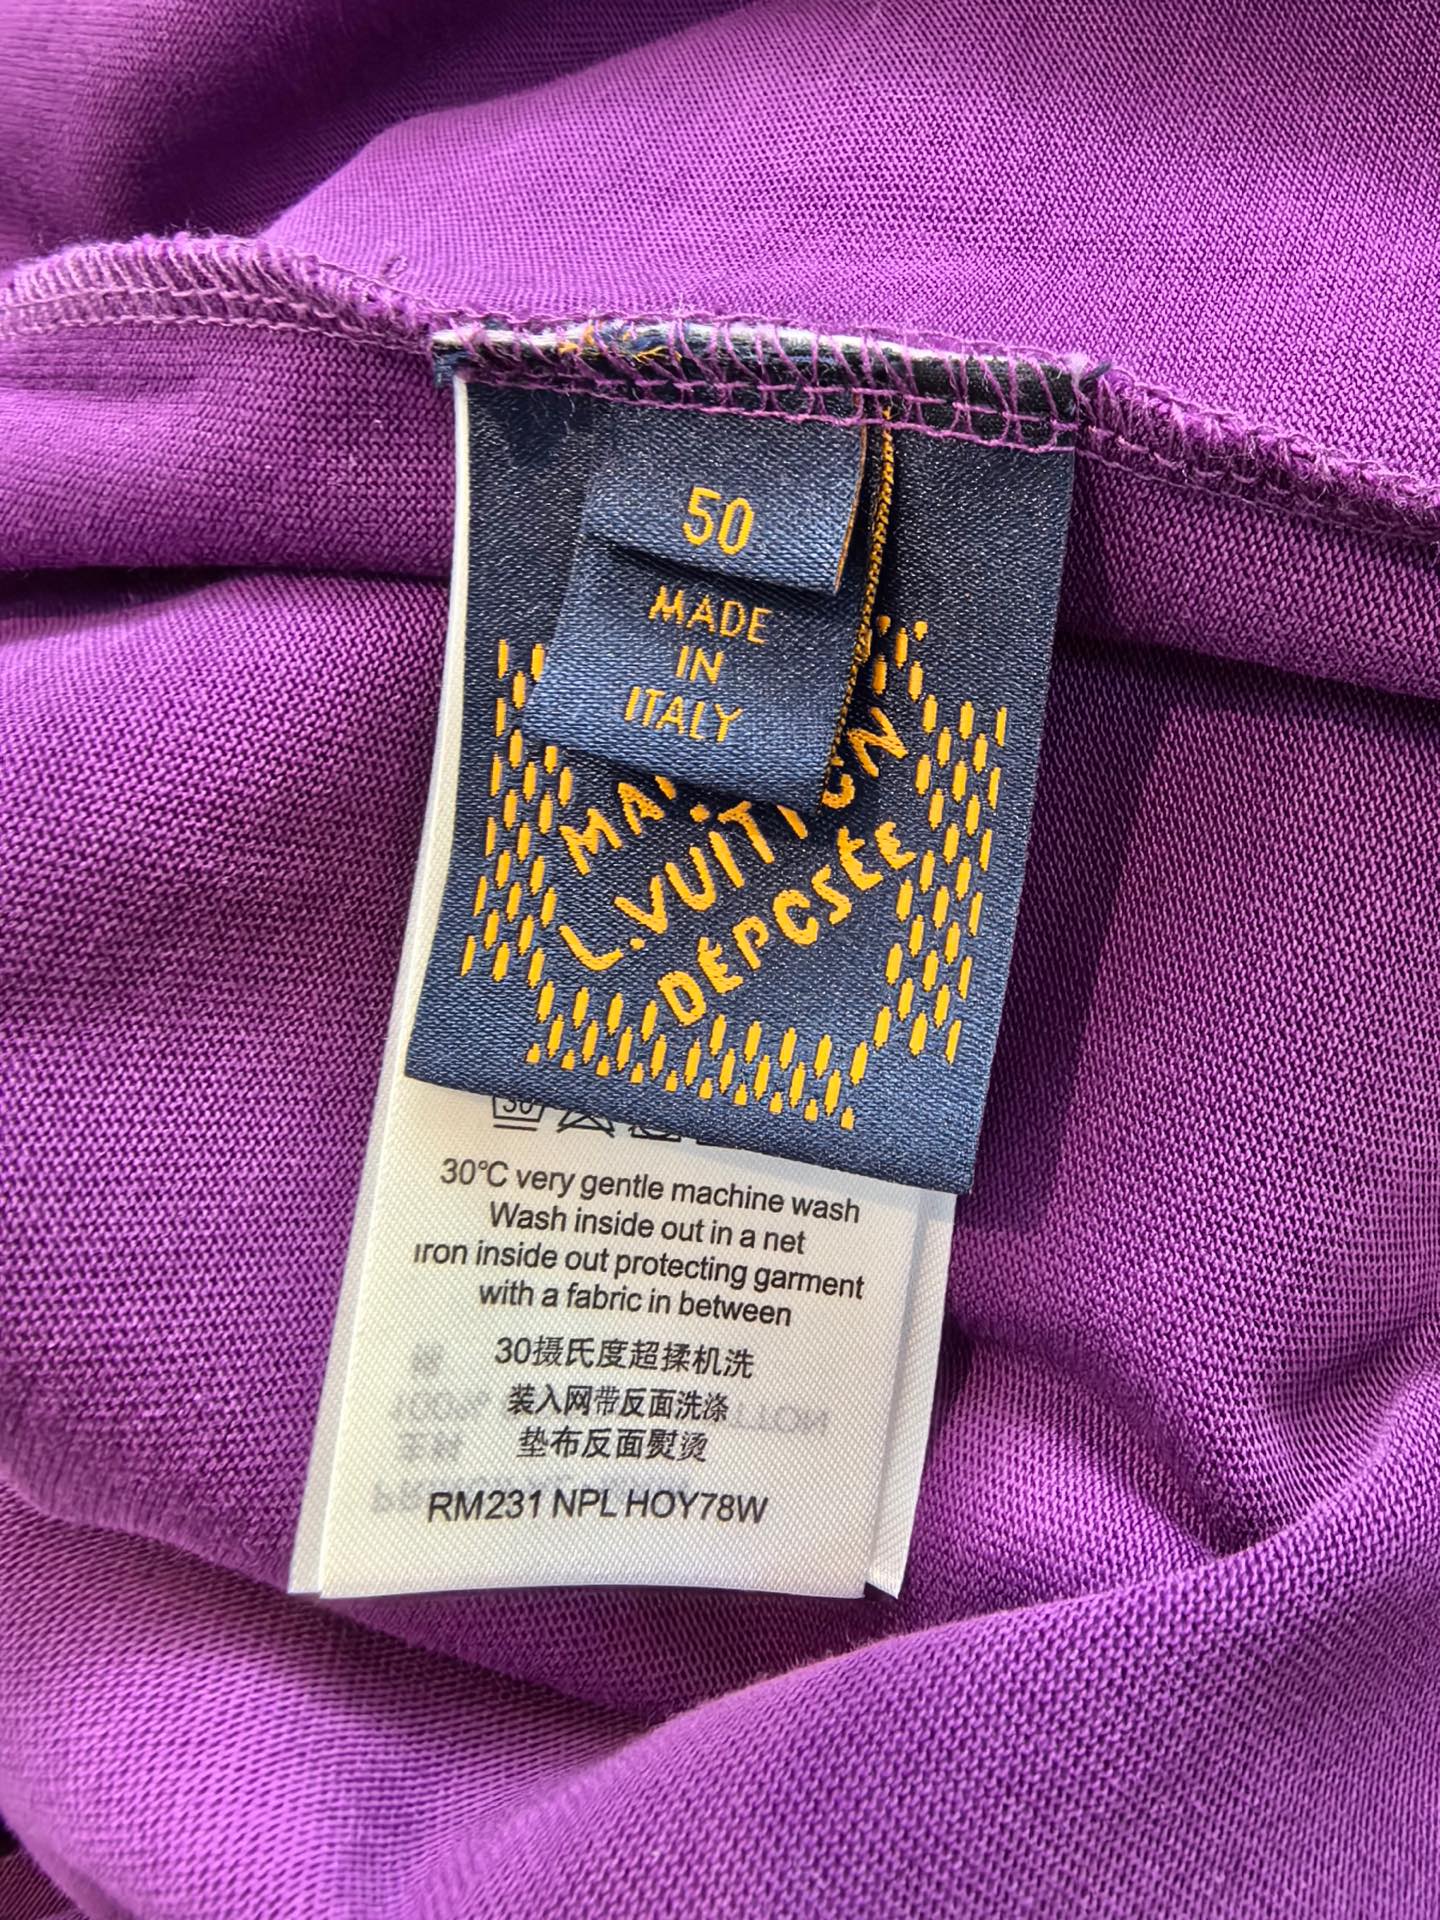 50
MADE
IN
ITALY
L.VUITTON
DÉPOSÉE
30
30°C very gentle machine wash
Wash inside out in a net
Iron inside out protecting garment
with a fabric in between
30摄氏度超揉机洗
装入网带反面洗涤
垫布反面熨烫
RM231 NPL HOY78W